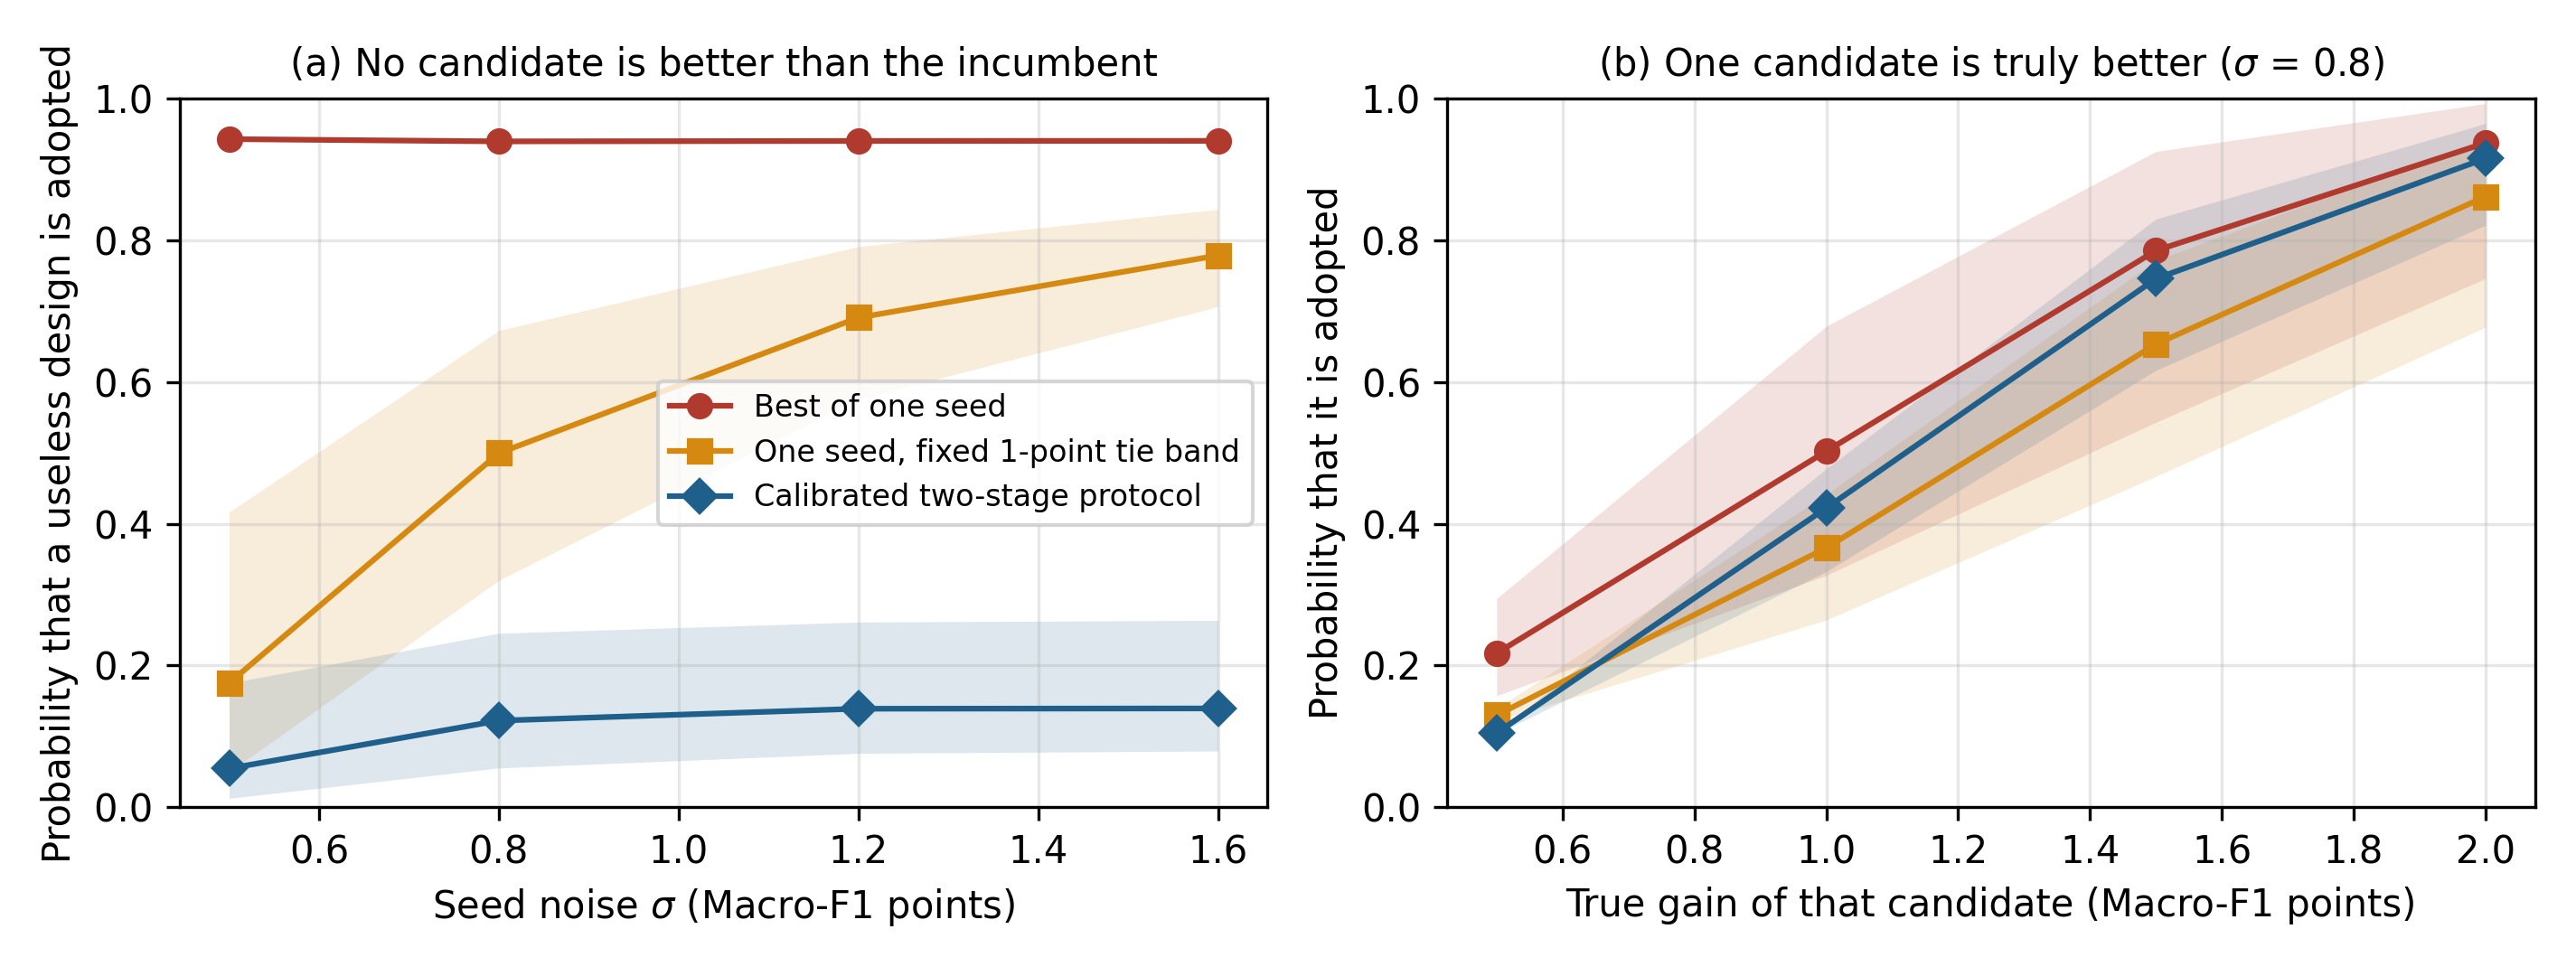 (a) No candidate is better than the incumbent
Probability that a useless design is adopted
1.0
0.8
0.6
0.4
0.2
0.0
Best of one seed
One seed, fixed 1-point tie band
Calibrated two-stage protocol
0.6 0.8 1.0 1.2 1.4 1.6
Seed noise σ (Macro-F1 points)
(b) One candidate is truly better (σ = 0.8)
Probability that it is adopted
1.0
0.8
0.6
0.4
0.2
0.0
0.6 0.8 1.0 1.2 1.4 1.6 1.8 2.0
True gain of that candidate (Macro-F1 points)